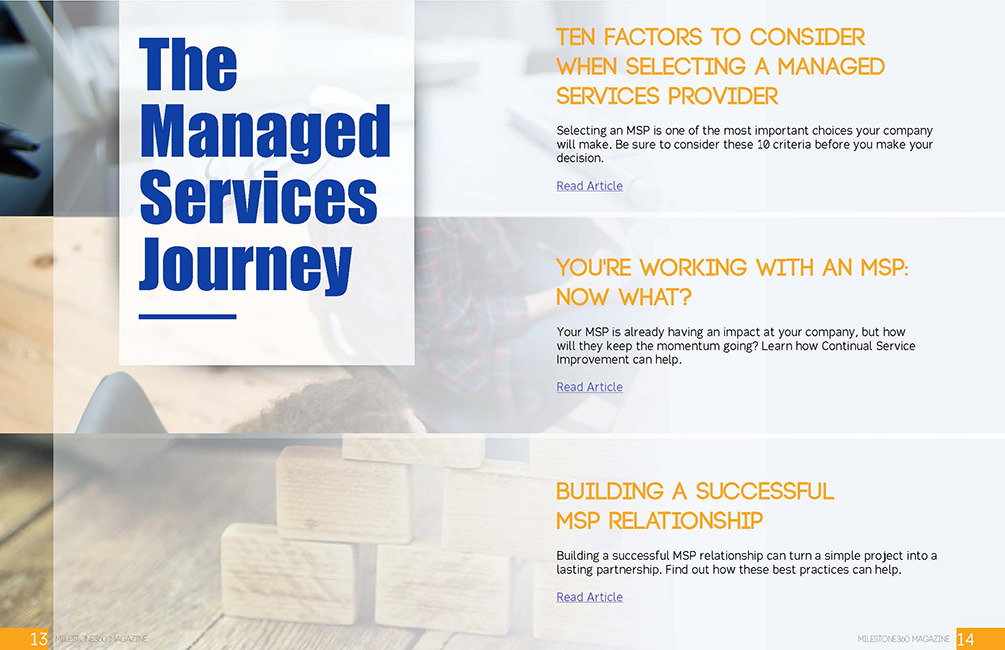 The
Managed
Services
Journey
TEN FACTORS TO CONSIDER
WHEN SELECTING A MANAGED
SERVICES PROVIDER
Selecting an MSP is one of the most important choices your company
will make. Be sure to consider these 10 criteria before you make your
decision.
Read Article
YOU'RE WORKING WITH AN MSP:
NOW WHAT?
Your MSP is already having an impact at your company, but how
will they keep the momentum going? Learn how Continual Service
Improvement can help.
Read Article
BUILDING A SUCCESSFUL
MSP RELATIONSHIP
Building a successful MSP relationship can turn a simple project into a
lasting partnership. Find out how these best practices can help.
Read Article
13 MILESTONE360 MAGAZINE
MILESTONE360 MAGAZINE 14